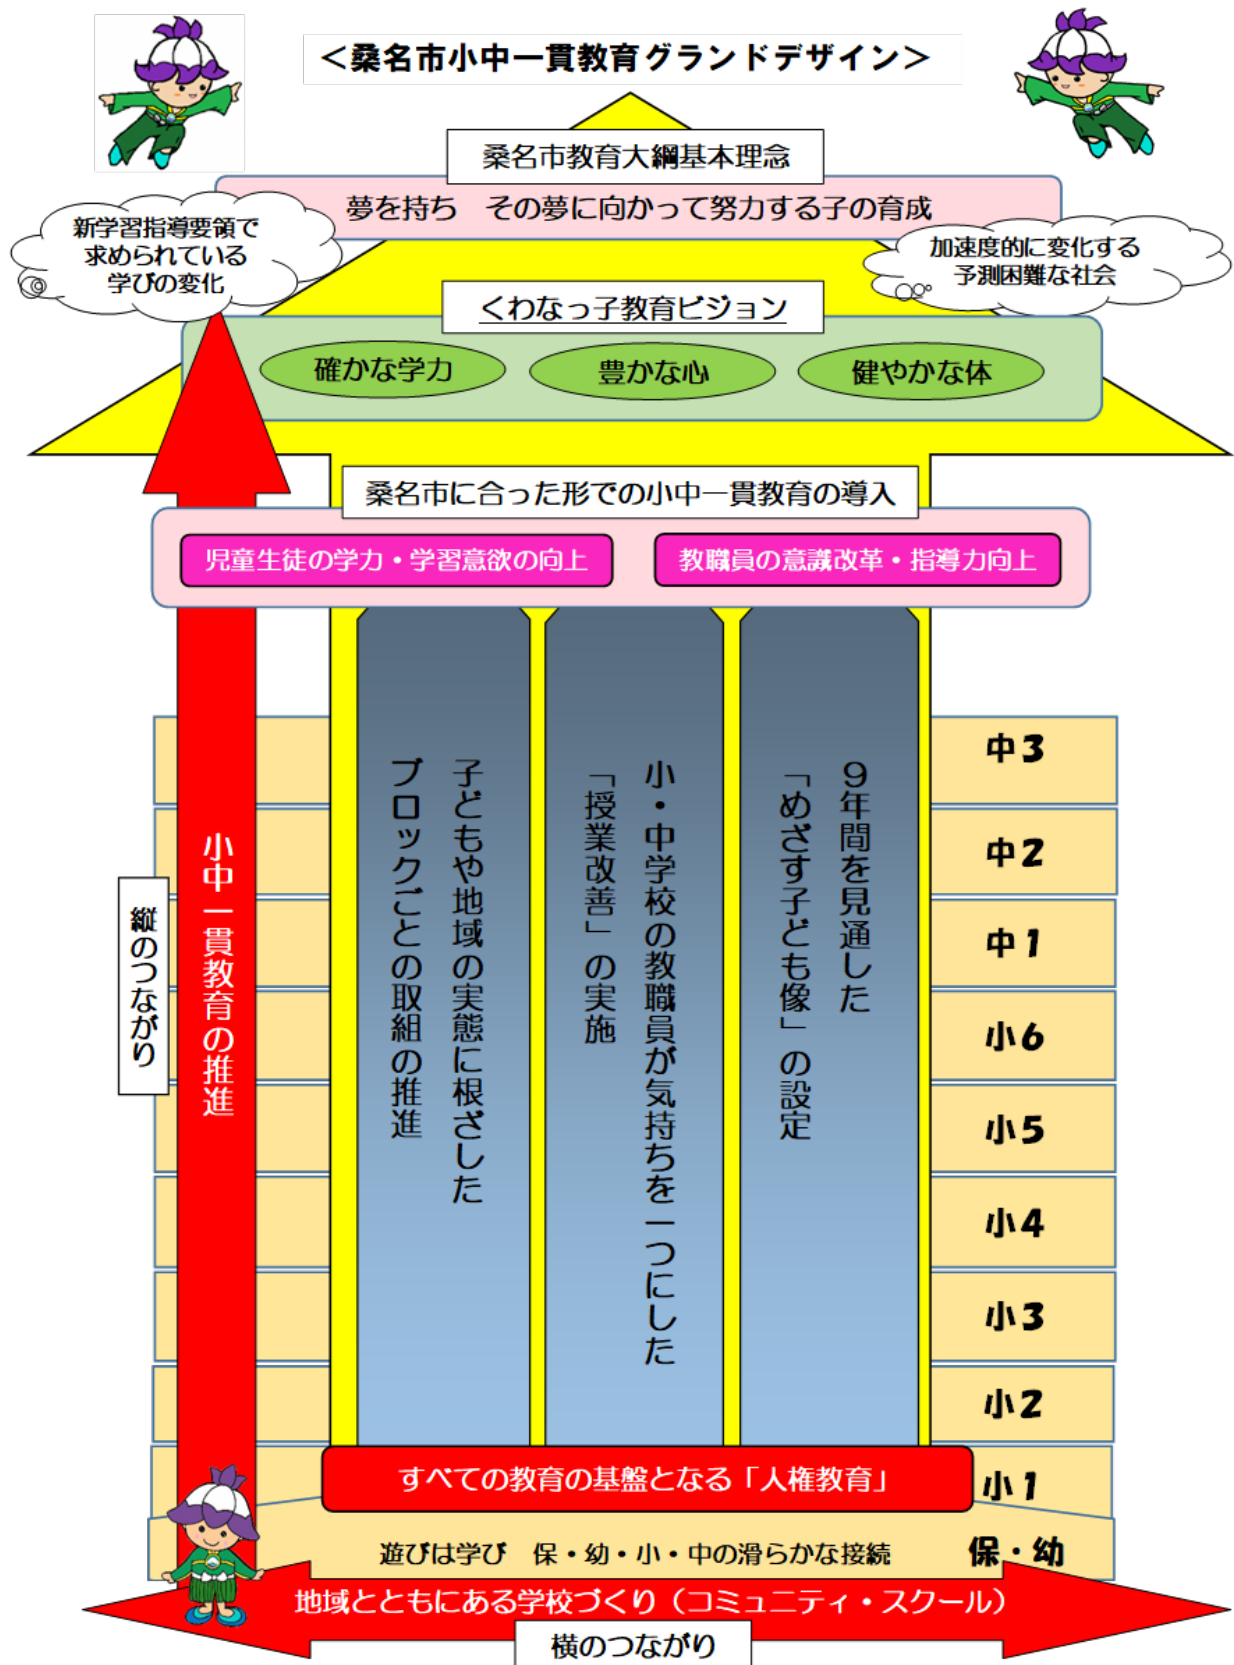 ＜桑名市小中一貫教育グランドデザイン＞
桑名市教育大綱基本理念
夢を持ち　その夢に向かって努力する子の育成
新学習指導要領で
求められている
学びの変化
加速度的に変化する
予測困難な社会
くわなっ子教育ビジョン
確かな学力
豊かな心
健やかな体
桑名市に合った形での小中一貫教育の導入
児童生徒の学力・学習意欲の向上
教職員の意識改革・指導力向上
9年間を見通した
「めざす子ども像」の設定
小・中学校の教職員が気持ちを一つにした
「授業改善」の実施
子どもや地域の実態に根ざした
ブロックごとの取組の推進
小中一貫教育の推進
縦のつながり
中3
中2
中1
小6
小5
小4
小3
小2
小1
すべての教育の基盤となる「人権教育」
遊びは学び　保・幼・小・中の滑らかな接続
保・幼
地域とともにある学校づくり（コミュニティ・スクール）
横のつながり